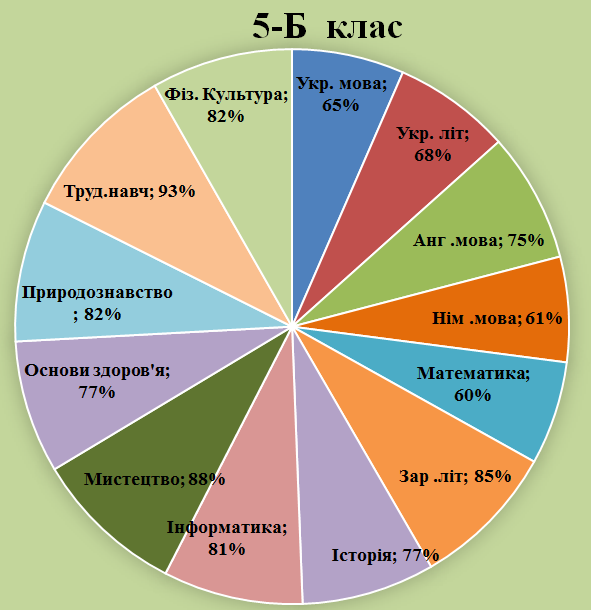 5-Б клас
Укр. мова;
65%
Укр. літ;
68%
Анг .мова; 75%
Нім .мова; 61%
Математика;
60%
Зар .літ; 85%
Історія; 77%
Інформатика;
81%
Мистецтво; 88%
Основи здоров'я;
77%
Природознавство
; 82%
Труд.навч; 93%
Фіз. Культура;
82%